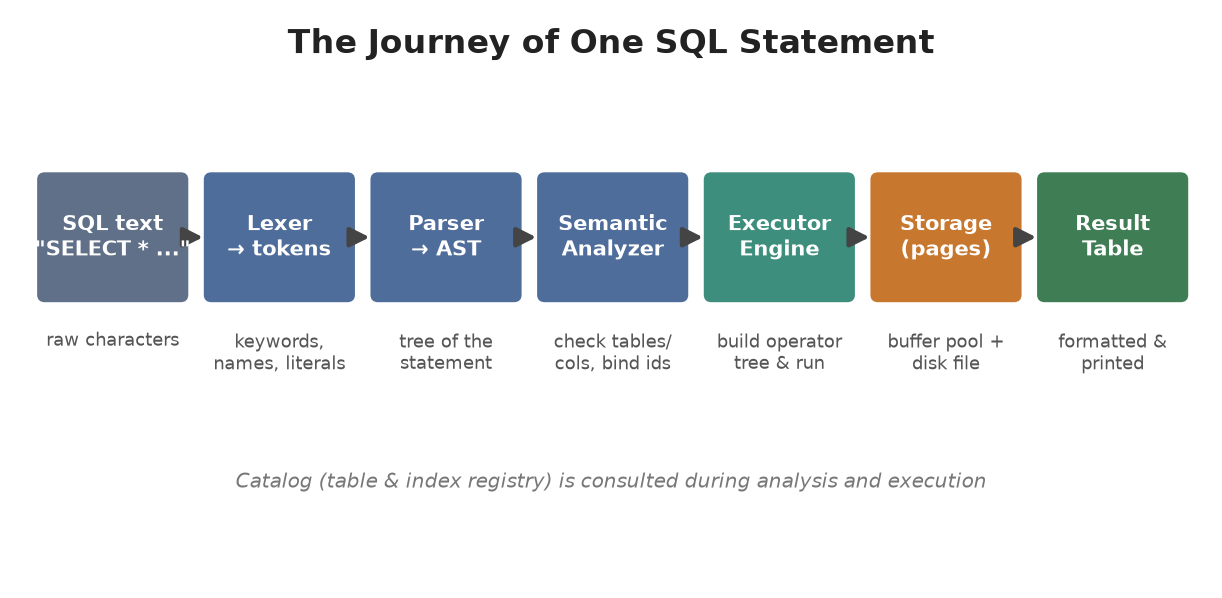 The Journey of One SQL Statement
SQL text
"SELECT * ..."
Lexer
→ tokens
Parser
→ AST
Semantic
Analyzer
Executor
Engine
Storage
(pages)
Result
Table
raw characters
keywords,
names, literals
tree of the
statement
check tables/
cols, bind ids
build operator
tree & run
buffer pool +
disk file
formatted &
printed
Catalog (table & index registry) is consulted during analysis and execution